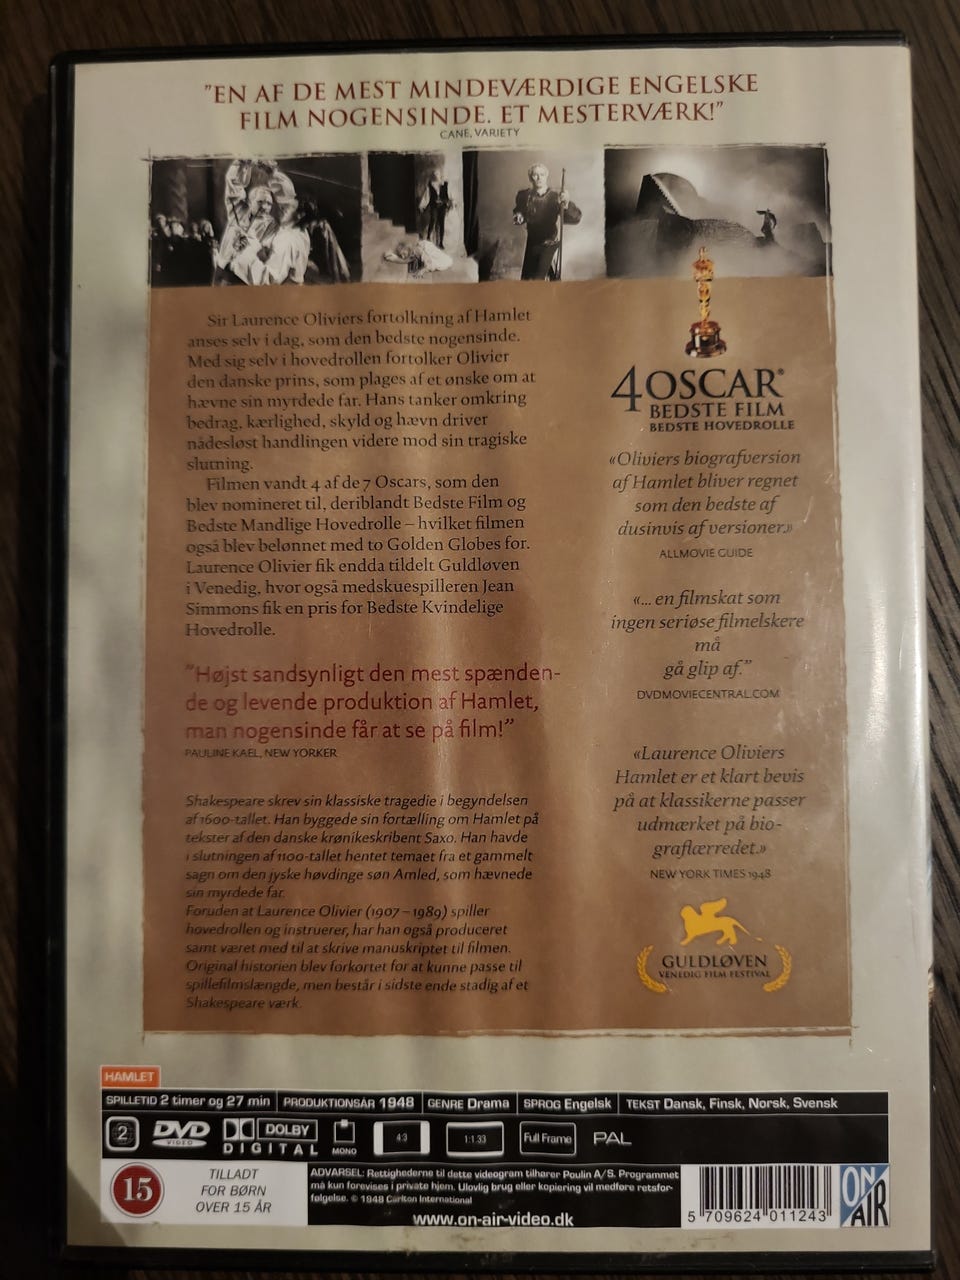 "EN AF DE MEST MINDEVÆRDIGE ENGELSKE
FILM NOGENSINDE. ET MESTERVÆRK!"
CANE, VARIETY
Sir Laurence Oliviers fortolkning af Hamlet
anses selv i dag, som den bedste nogensinde.
Med sig selv i hovedrollen fortolker Olivier
den danske prins, som plages af et ønske om at
hævne sin myrdede far. Hans tanker omkring
bedrag, kærlighed, skyld og hævn driver
nådesløst handlingen videre mod sin tragiske
slutning.
Filmen vandt 4 af de 7 Oscars, som den
blev nomineret til, deriblandt Bedste Film og
Bedste Mandlige Hovedrolle – hvilket filmen
også blev belønnet med to Golden Globes for.
Laurence Olivier fik endda tildelt Guldløven
i Venedig, hvor også medskuespilleren Jean
Simmons fik en pris for Bedste Kvindelige
Hovedrolle.
"Højst sandsynligt den mest spænden-
de og levende produktion af Hamlet,
man nogensinde får at se på film!"
PAULINE KAEL, NEW YORKER
Shakespeare skrev sin klassiske tragedie i begyndelsen
af 1600-tallet. Han byggede sin fortælling om Hamlet på
tekster af den danske krønikeskribent Saxo. Han havde
i slutningen af 1100-tallet hentet temaet fra et gammelt
sagn om den jyske høvdinge søn Amled, som hævnede
sin myrdede far.
Foruden at Laurence Olivier (1907–1989) spiller
hovedrollen og instruerer, har han også produceret
samt været med til at skrive manuskriptet til filmen.
Original historien blev forkortet for at kunne passe til
spillefilmslængde, men består i sidste ende stadig af et
Shakespeare værk.
4 OSCAR®
BEDSTE FILM
BEDSTE HOVEDROLLE
«Oliviers biografversion
af Hamlet bliver regnet
som den bedste af
dusinvis af versioner»
ALLMOVIE GUIDE
«... en filmskat som
ingen seriøse filmelskere
må
gå glip af."
DVDMOVIECENTRAL.COM
«Laurence Oliviers
Hamlet er et klart bevis
på at klassikerne passer
udmærket på bio-
graflærredet.»
NEW YORK TIMES 1948
GULDLØVEN
VENEDIG FILM FESTIVAL
HAMLET
SPILLETID 2 timer og 27 min PRODUKTIONSÅR 1948 GENRE Drama SPROG Engelsk TEKST Dansk, Finsk, Norsk, Svensk
2 DVD VIDEO DOLBY DIGITAL MONO 4:3 1:1.33 Full Frame PAL
15
TILLADT
FOR BØRN
OVER 15 ÅR
ADVARSEL: Rettighederne til dette videogram tilhører Poulin A/S. Programmet
må kun forevises i private hjem. Ulovlig brug eller kopiering vil medføre retsfor-
følgelse. © 1948 Carlton International
www.on-air-video.dk
5 709624 011243
ON
AIR